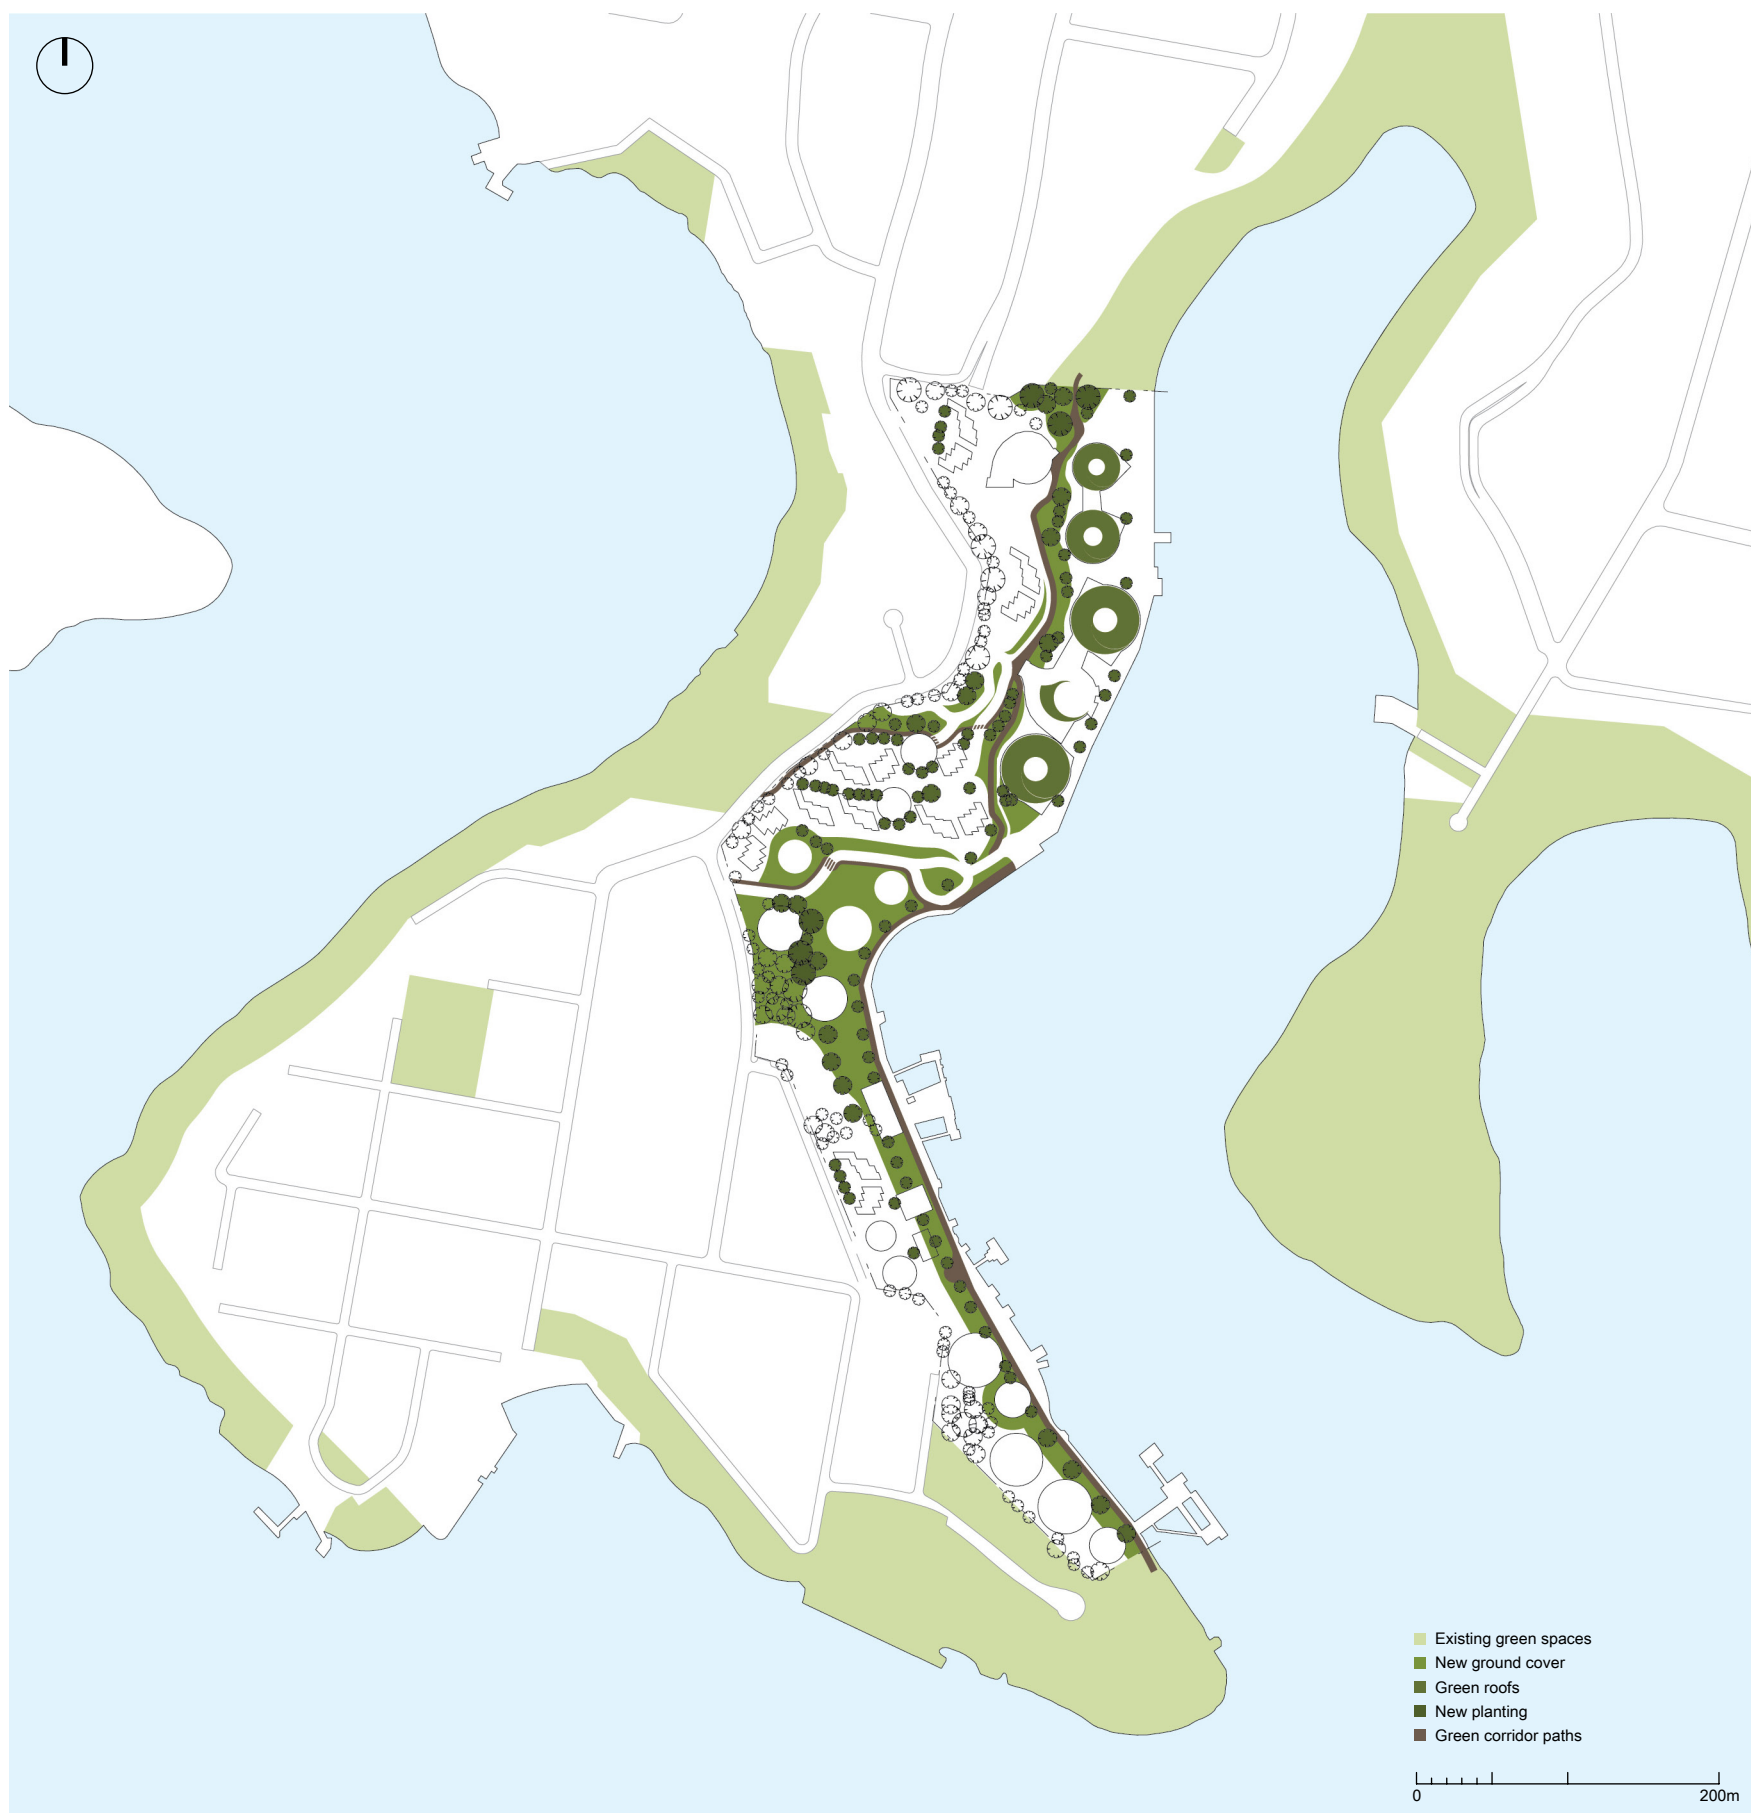 Existing green spaces
New ground cover
Green roofs
New planting
Green corridor paths
0 200m